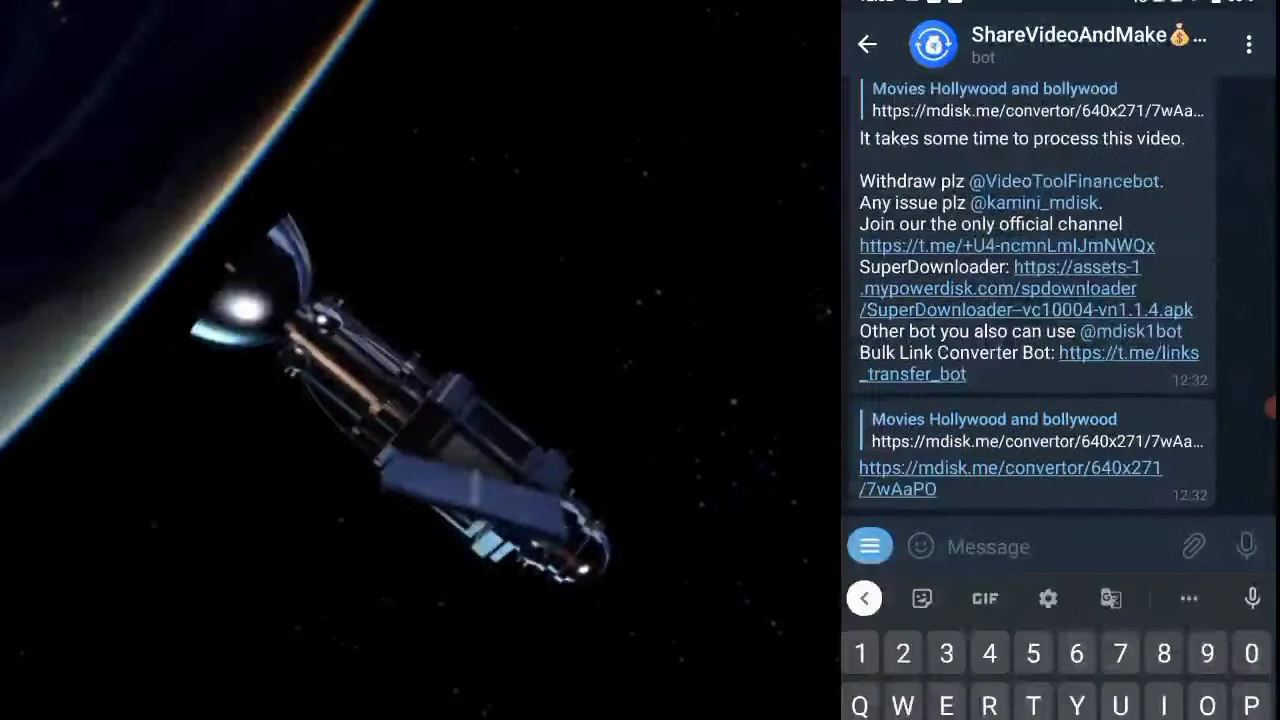 ShareVideoAndMake💰...
bot
Movies Hollywood and bollywood
https://mdisk.me/convertor/640x271/7wAa...
It takes some time to process this video.
Withdraw plz @VideoToolFinancebot.
Any issue plz @kamini_mdisk.
Join our the only official channel
https://t.me/+U4-ncmnLmIJmNWQx
SuperDownloader: https://assets-1
.mypowerdisk.com/spdownloader
/SuperDownloader--vc10004-vn1.1.4.apk
Other bot you also can use @mdisk1bot
Bulk Link Converter Bot: https://t.me/links
_transfer_bot
12:32
Movies Hollywood and bollywood
https://mdisk.me/convertor/640x271/7wAa...
https://mdisk.me/convertor/640x271
/7wAaPO
12:32
Message
GIF
1 2 3 4 5 6 7 8 9 0
Q W E R T Y U I O P